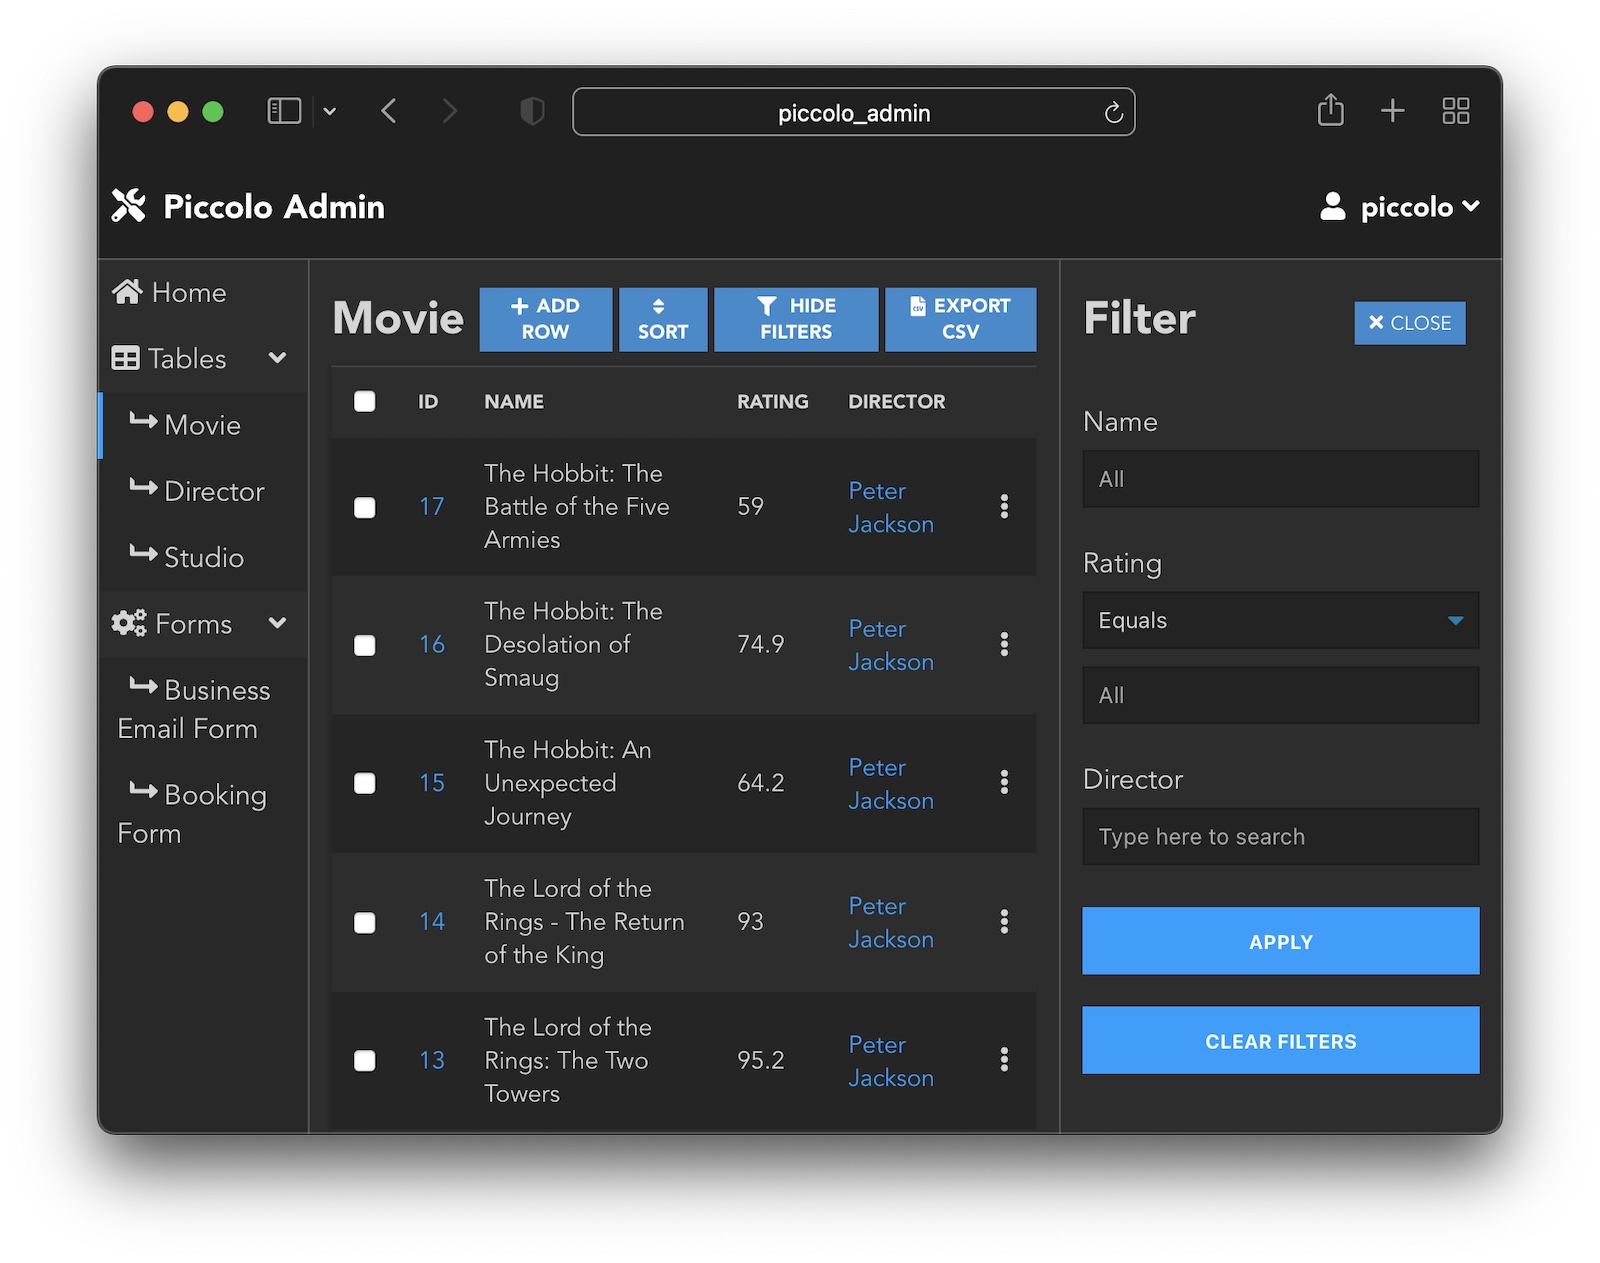 piccolo_admin
Piccolo Admin
piccolo
Home
Tables
Movie
Director
Studio
Forms
Business
Email Form
Booking
Form
Movie
ADD
ROW
SORT
HIDE
FILTERS
CSV
EXPORT
CSV
ID NAME RATING DIRECTOR
17
The Hobbit: The
Battle of the Five
Armies
59
Peter
Jackson
16
The Hobbit: The
Desolation of
Smaug
74.9
Peter
Jackson
15
The Hobbit: An
Unexpected
Journey
64.2
Peter
Jackson
14
The Lord of the
Rings - The Return
of the King
93
Peter
Jackson
13
The Lord of the
Rings: The Two
Towers
95.2
Peter
Jackson
Filter
CLOSE
Name
All
Rating
Equals
All
Director
Type here to search
APPLY
CLEAR FILTERS